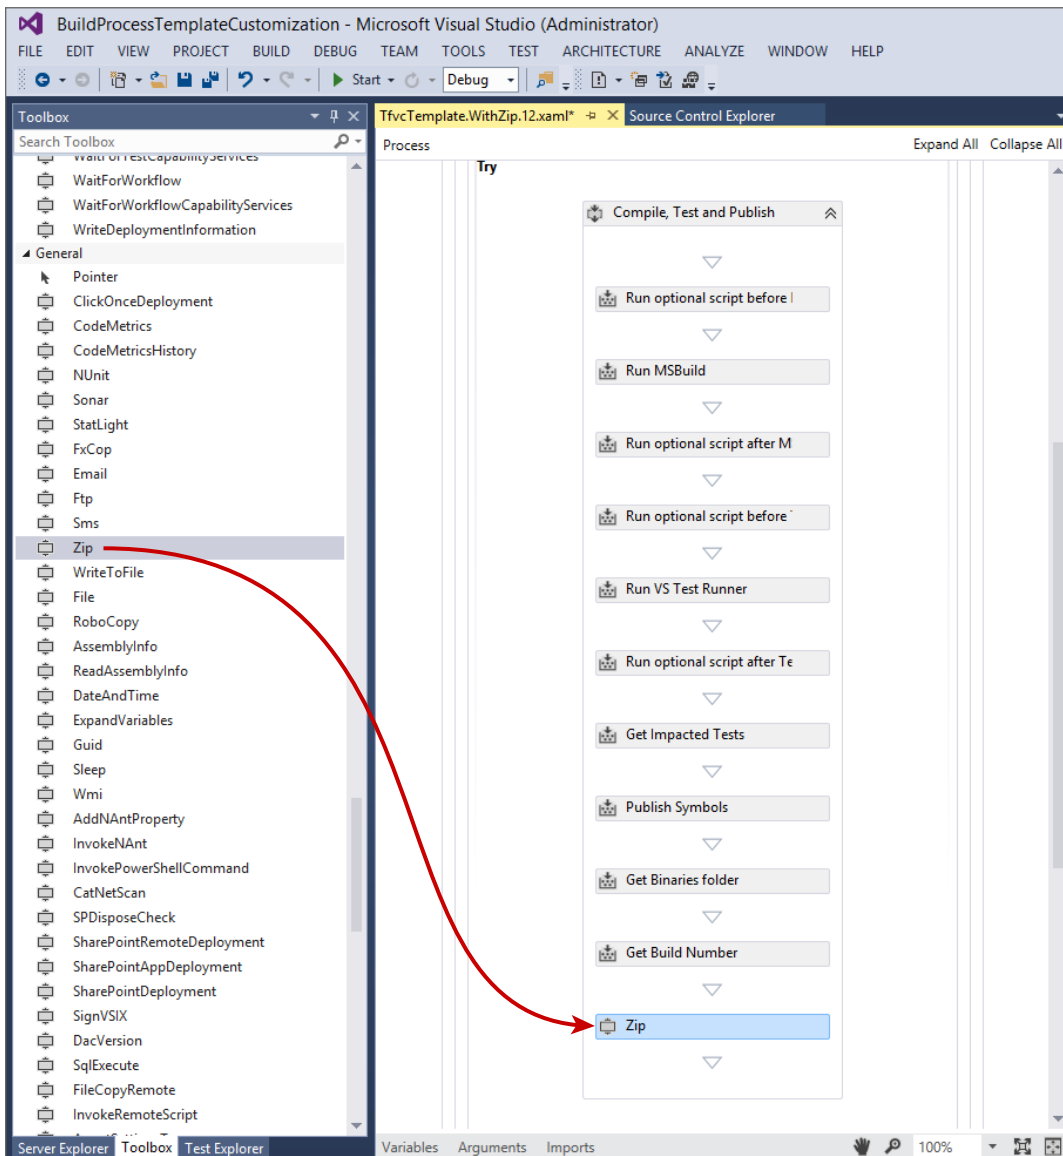 BuildProcessTemplateCustomization - Microsoft Visual Studio (Administrator)
FILE EDIT VIEW PROJECT BUILD DEBUG TEAM TOOLS TEST ARCHITECTURE ANALYZE WINDOW HELP
Start Debug
Toolbox
Search Toolbox
WaitForTestCapabilityServices
WaitForWorkflow
WaitForWorkflowCapabilityServices
WriteDeploymentInformation
General
Pointer
ClickOnceDeployment
CodeMetrics
CodeMetricsHistory
NUnit
Sonar
StatLight
FxCop
Email
Ftp
Sms
Zip
WriteToFile
File
RoboCopy
AssemblyInfo
ReadAssemblyInfo
DateAndTime
ExpandVariables
Guid
Sleep
Wmi
AddNAntProperty
InvokeNAnt
InvokePowerShellCommand
CatNetScan
SPDisposeCheck
SharePointRemoteDeployment
SharePointAppDeployment
SharePointDeployment
SignVSIX
DacVersion
SqlExecute
FileCopyRemote
InvokeRemoteScript
Server Explorer Toolbox Test Explorer
TfvcTemplate.WithZip.12.xaml* Source Control Explorer
Process Expand All Collapse All
Try
Compile, Test and Publish
Run optional script before
Run MSBuild
Run optional script after M
Run optional script before
Run VS Test Runner
Run optional script after Te
Get Impacted Tests
Publish Symbols
Get Binaries folder
Get Build Number
Zip
Variables Arguments Imports 100%